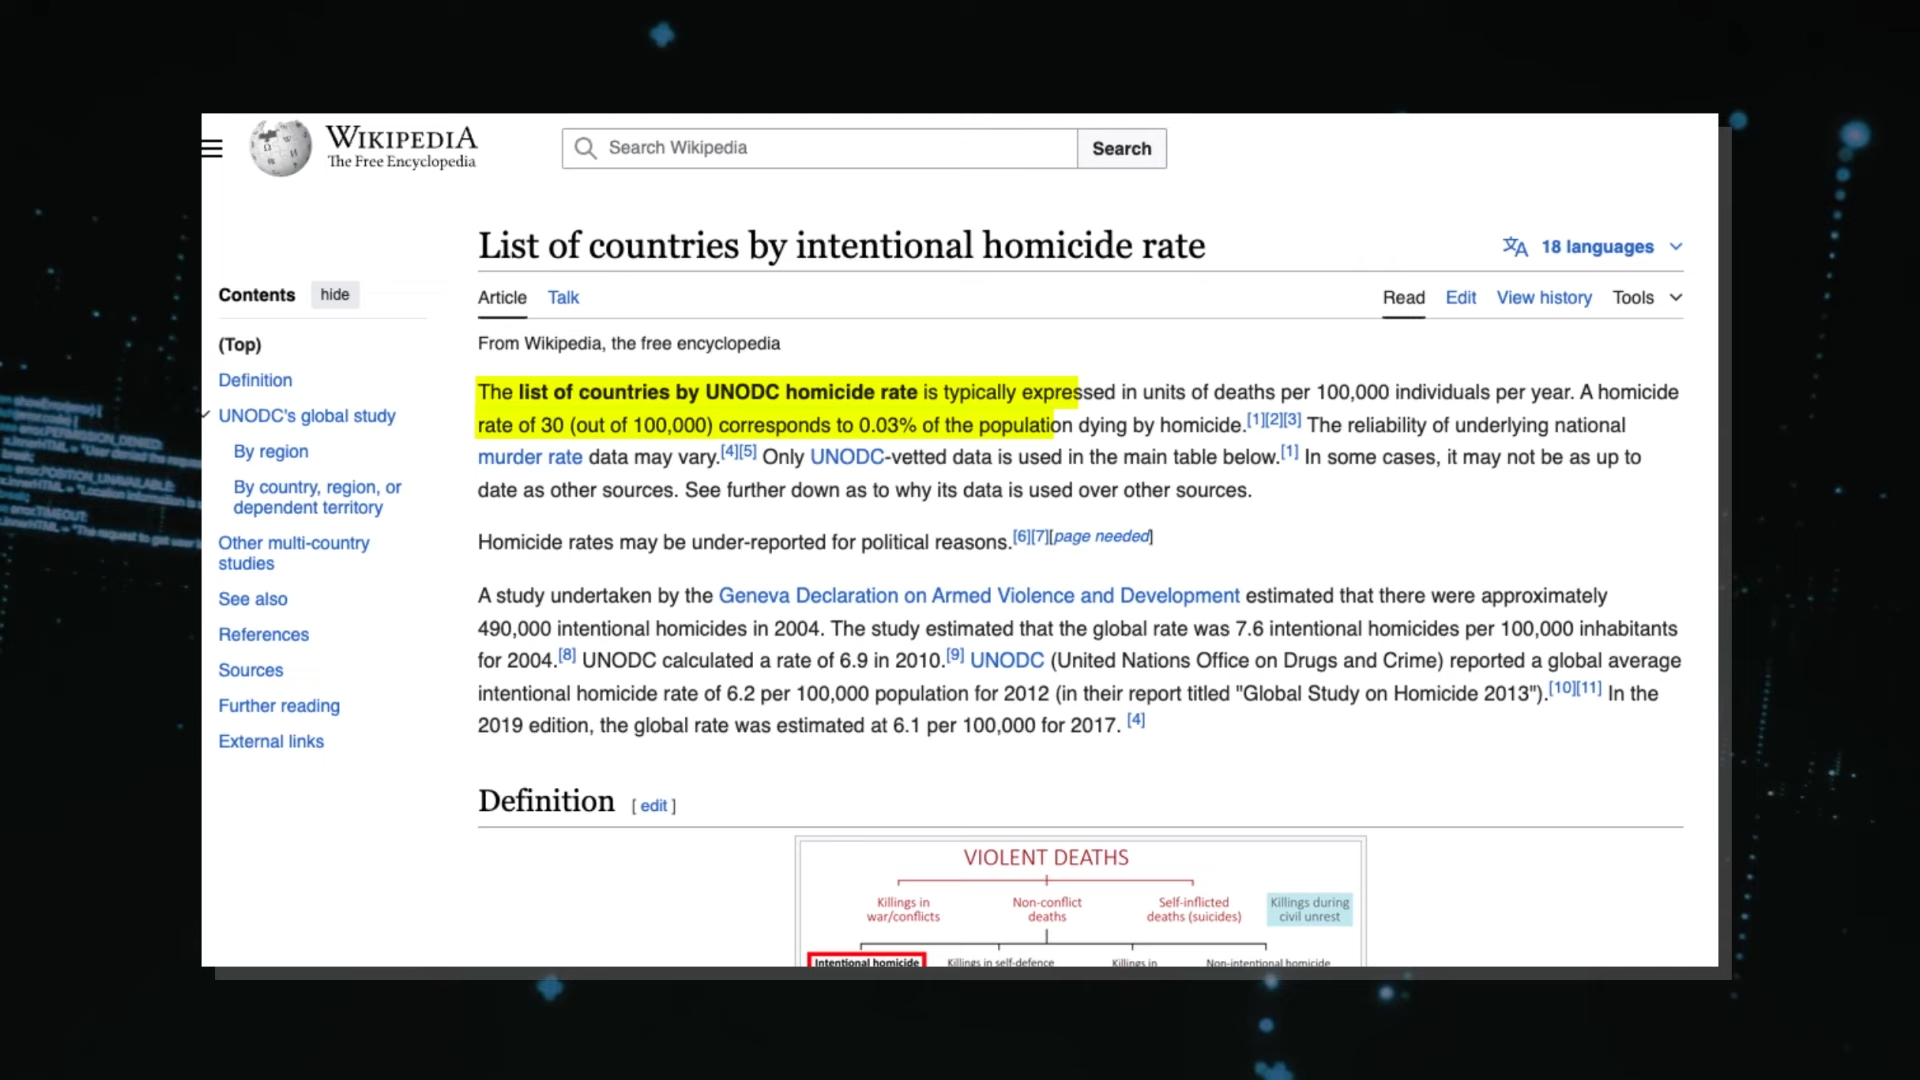 WIKIPEDIA
The Free Encyclopedia
Search Wikipedia
Search
List of countries by intentional homicide rate
18 languages
Contents
hide
Article
Talk
Read
Edit
View history
Tools
(Top)
Definition
UNODC's global study
By region
By country, region, or
dependent territory
Other multi-country
studies
See also
References
Sources
Further reading
External links
From Wikipedia, the free encyclopedia
The list of countries by UNODC homicide rate is typically expressed in units of deaths per 100,000 individuals per year. A homicide
rate of 30 (out of 100,000) corresponds to 0.03% of the population dying by homicide.[1][2][3] The reliability of underlying national
murder rate data may vary.[4][5] Only UNODC-vetted data is used in the main table below.[1] In some cases, it may not be as up to
date as other sources. See further down as to why its data is used over other sources.
Homicide rates may be under-reported for political reasons.[6][7][page needed]
A study undertaken by the Geneva Declaration on Armed Violence and Development estimated that there were approximately
490,000 intentional homicides in 2004. The study estimated that the global rate was 7.6 intentional homicides per 100,000 inhabitants
for 2004.[8] UNODC calculated a rate of 6.9 in 2010.[9] UNODC (United Nations Office on Drugs and Crime) reported a global average
intentional homicide rate of 6.2 per 100,000 population for 2012 (in their report titled "Global Study on Homicide 2013").[10][11] In the
2019 edition, the global rate was estimated at 6.1 per 100,000 for 2017. [4]
Definition [ edit ]
VIOLENT DEATHS
Killings in
war/conflicts
Non-conflict
deaths
Self-inflicted
deaths (suicides)
Killings during
civil unrest
Intentional homicide
Killings in self-defence
Killings in
Non-intentional homicide